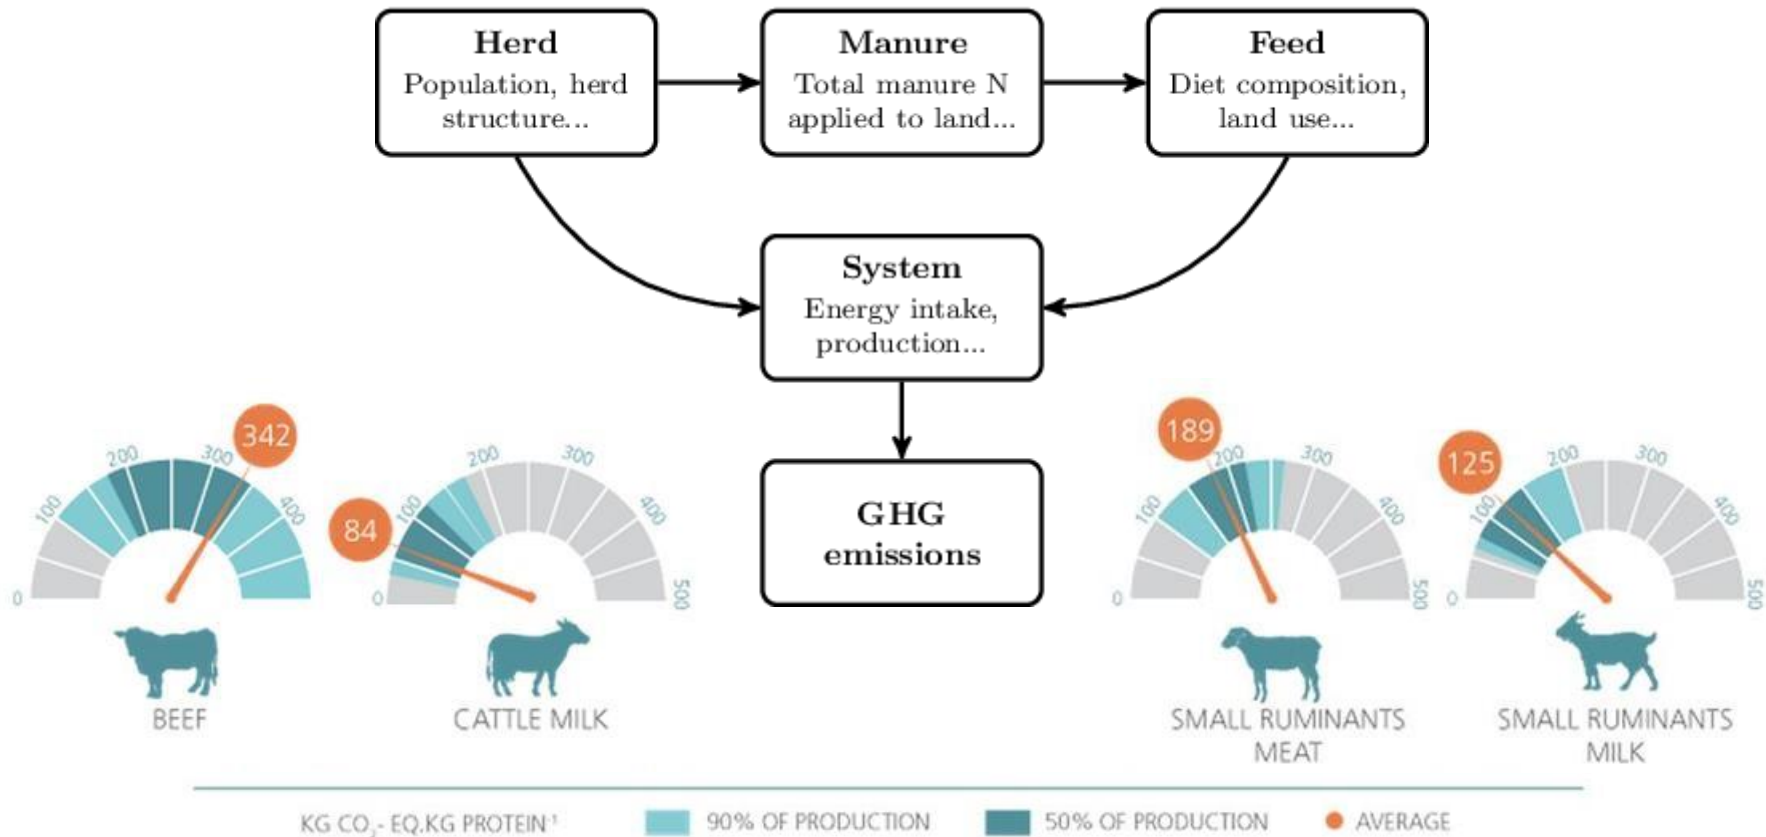 Herd
Population, herd
structure...
Manure
Total manure N
applied to land...
Feed
Diet composition,
land use...
System
Energy intake,
production...
GHG
emissions
342
0
100
200
300
400
BEEF
84
0
100
200
300
400
500
CATTLE MILK
189
0
100
200
300
400
500
SMALL RUMINANTS
MEAT
125
0
100
200
300
400
500
SMALL RUMINANTS
MILK
KG CO₂- EQ.KG PROTEIN⁻¹
90% OF PRODUCTION
50% OF PRODUCTION
AVERAGE